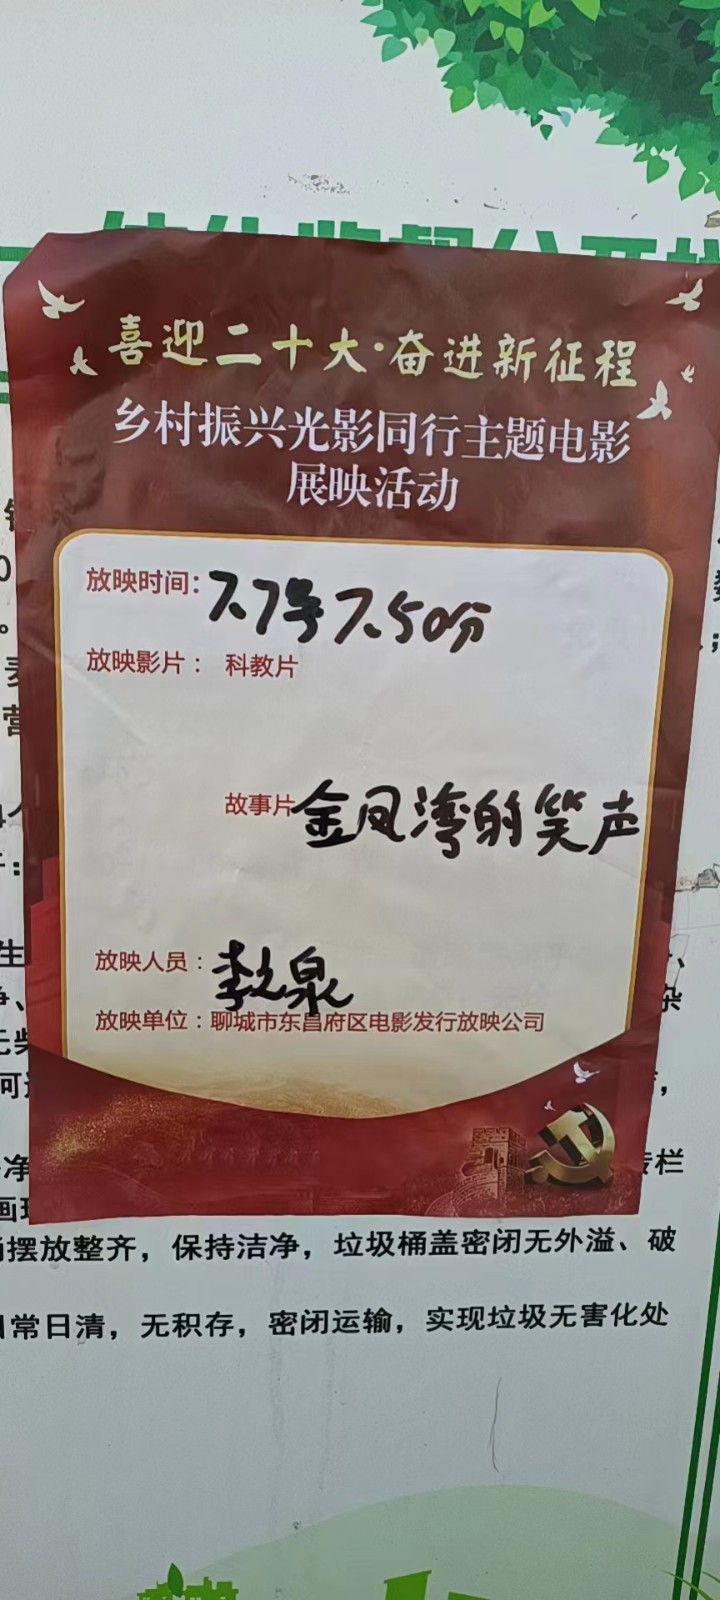 喜迎二十大·奋进新征程
乡村振兴光影同行主题电影
展映活动
放映时间：7.7号7.50分
放映影片： 科教片
故事片 金凤湾的笑声
放映人员：李之泉
放映单位：聊城市东昌府区电影发行放映公司
摆放整齐，保持洁净，垃圾桶盖密闭无外溢、破
常日清，无积存，密闭运输，实现垃圾无害化处